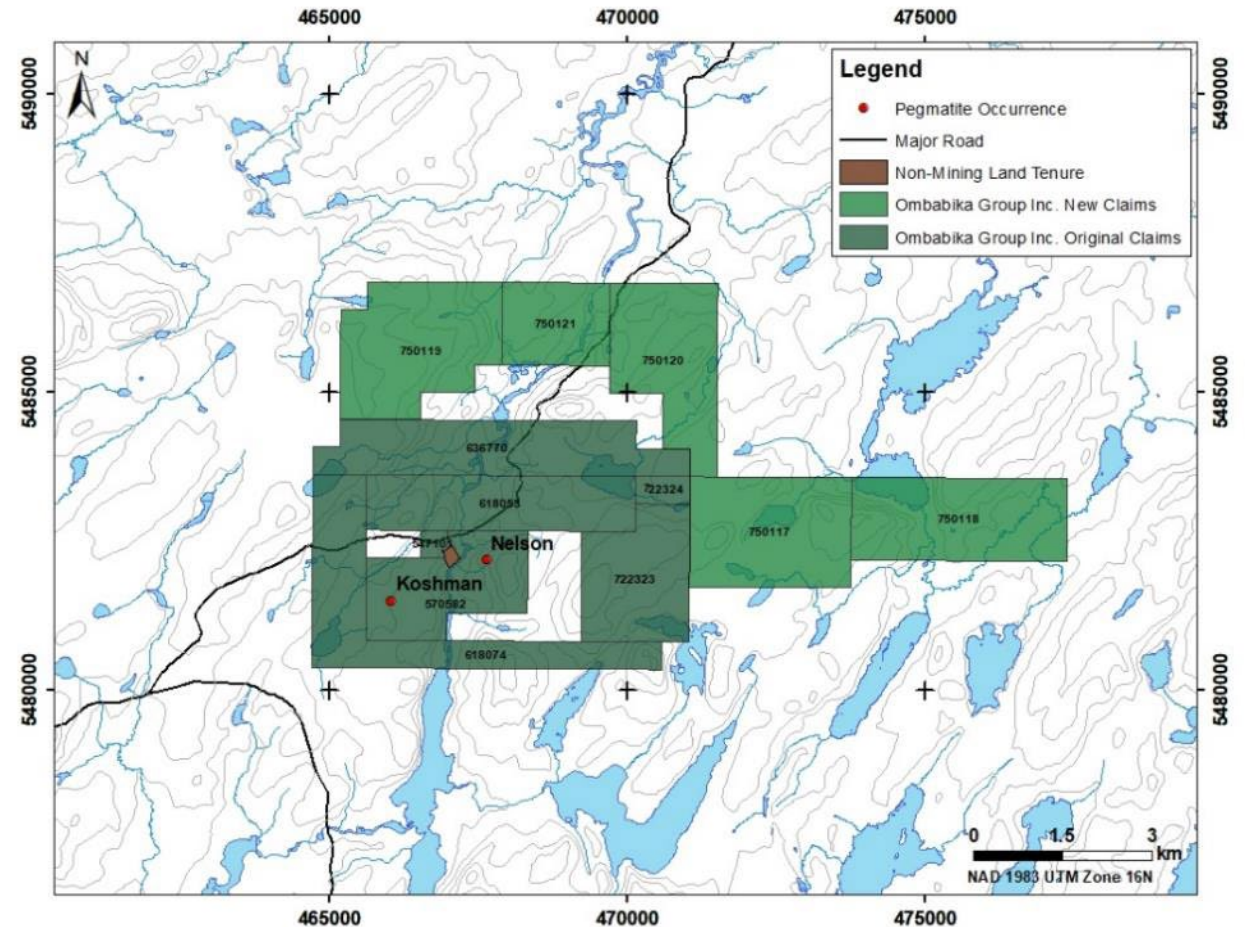 465000 470000 475000
N
Legend
Pegmatite Occurrence
Major Road
Non-Mining Land Tenure
Ombabika Group Inc. New Claims
Ombabika Group Inc. Original Claims
5490000 5490000
750121
750119
750120
5485000 5485000
636770
722324
618053
750118
750117
Nelson
722323
Koshman
570582
618074
5480000 5480000
0 1.5 3
km
NAD 1983 UTM Zone 16N
465000 470000 475000